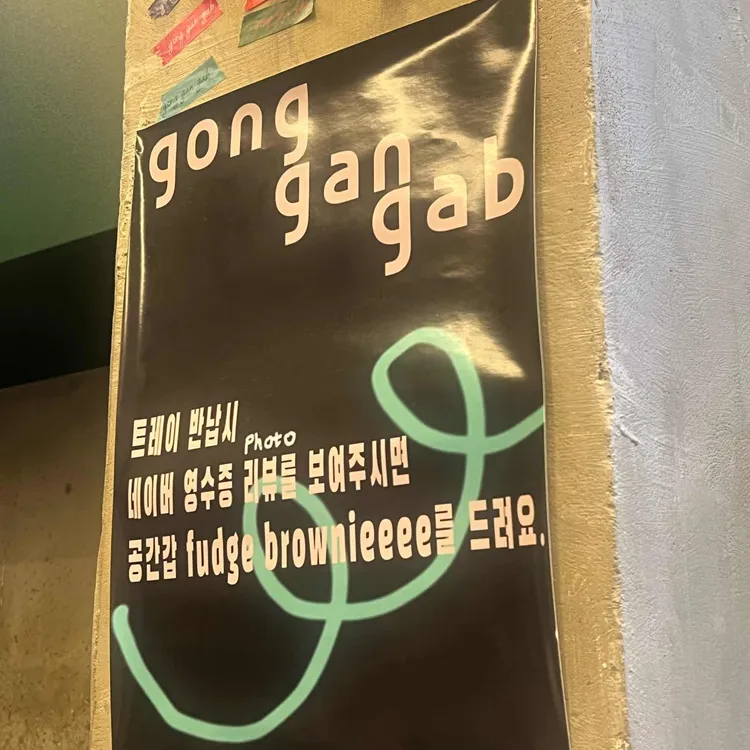 gong
gan
gab
트레이 반납시
Photo
네이버 영수증 리뷰를 보여주시면
공간갑 fudge brownieeee를 드려요.